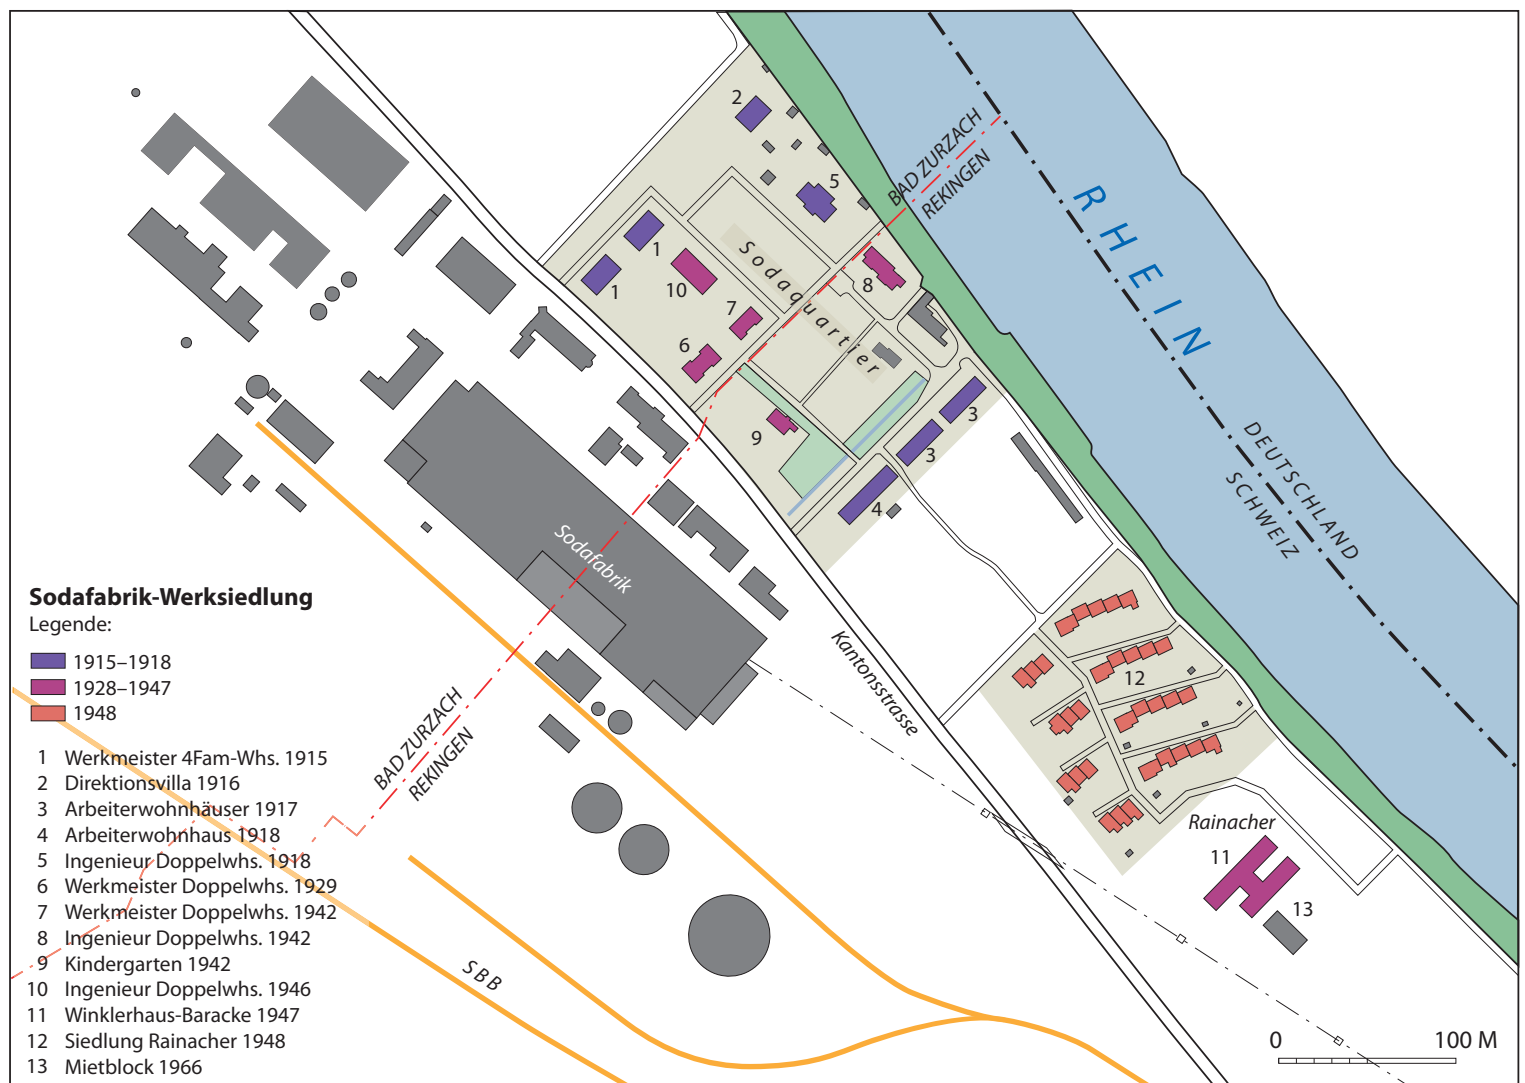 2
5
BAD ZURZACH
REKINGEN
RHEIN
1
1
10
Sodaquartier
8
7
6
3
3
9
4
DEUTSCHLAND
SCHWEIZ
Sodafabrik
Kantonsstrasse
12
Rainacher
11
13
BAD ZURZACH
REKINGEN
SBB
Sodafabrik-Werksiedlung
Legende:
1915–1918
1928–1947
1948
1 Werkmeister 4Fam-Whs. 1915
2 Direktionsvilla 1916
3 Arbeiterwohnhäuser 1917
4 Arbeiterwohnhaus 1918
5 Ingenieur Doppelwhs. 1918
6 Werkmeister Doppelwhs. 1929
7 Werkmeister Doppelwhs. 1942
8 Ingenieur Doppelwhs. 1942
9 Kindergarten 1942
10 Ingenieur Doppelwhs. 1946
11 Winklerhaus-Baracke 1947
12 Siedlung Rainacher 1948
13 Mietblock 1966
0 100 M